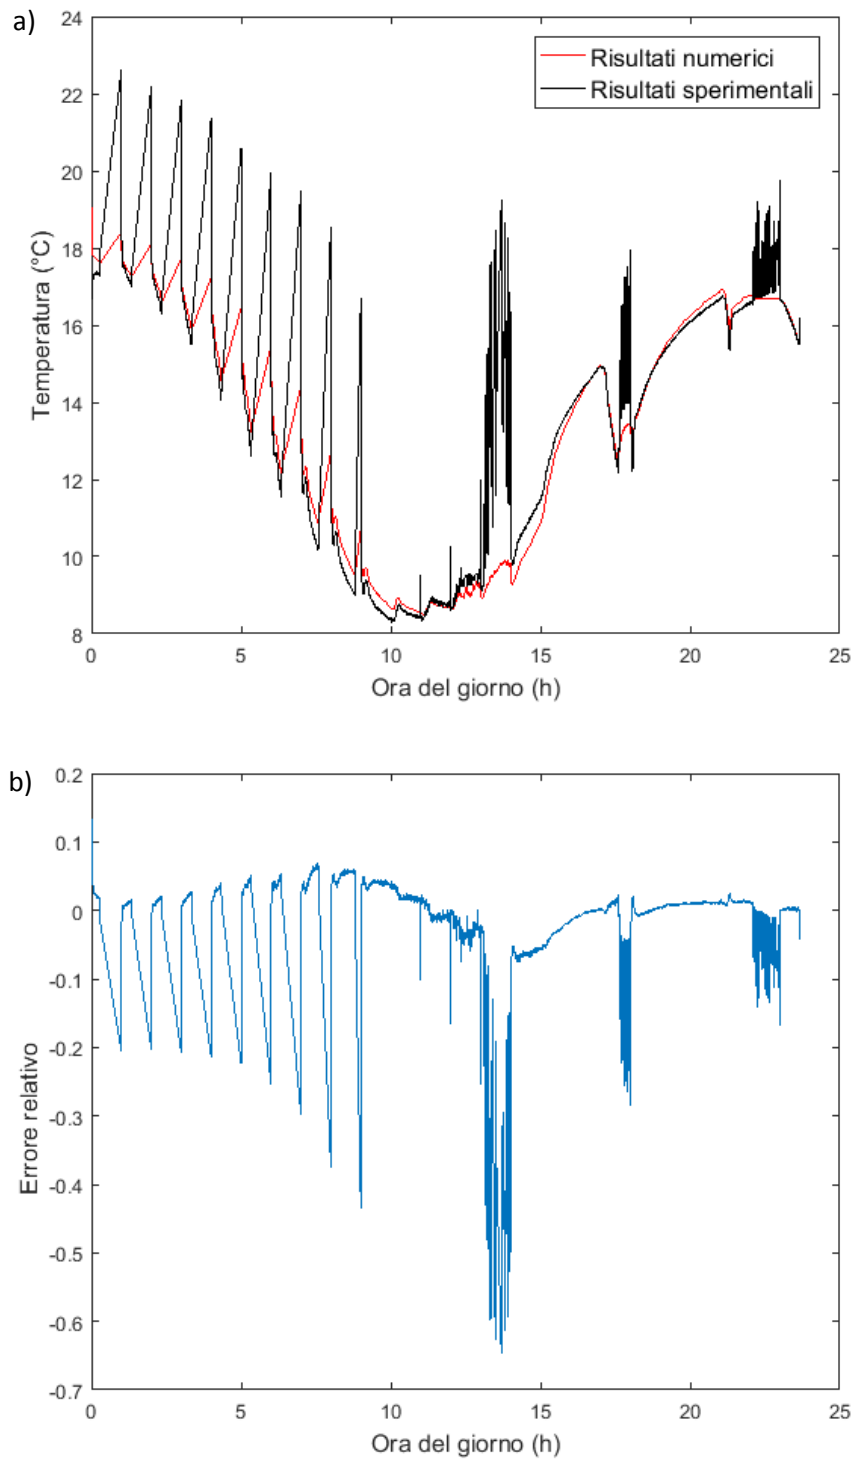 a)
24
22
20
18
16
14
12
10
8
Temperatura (°C)
Risultati numerici
Risultati sperimentali
0 5 10 15 20 25
Ora del giorno (h)
b)
0.2
0.1
0
-0.1
-0.2
-0.3
-0.4
-0.5
-0.6
-0.7
Errore relativo
0 5 10 15 20 25
Ora del giorno (h)